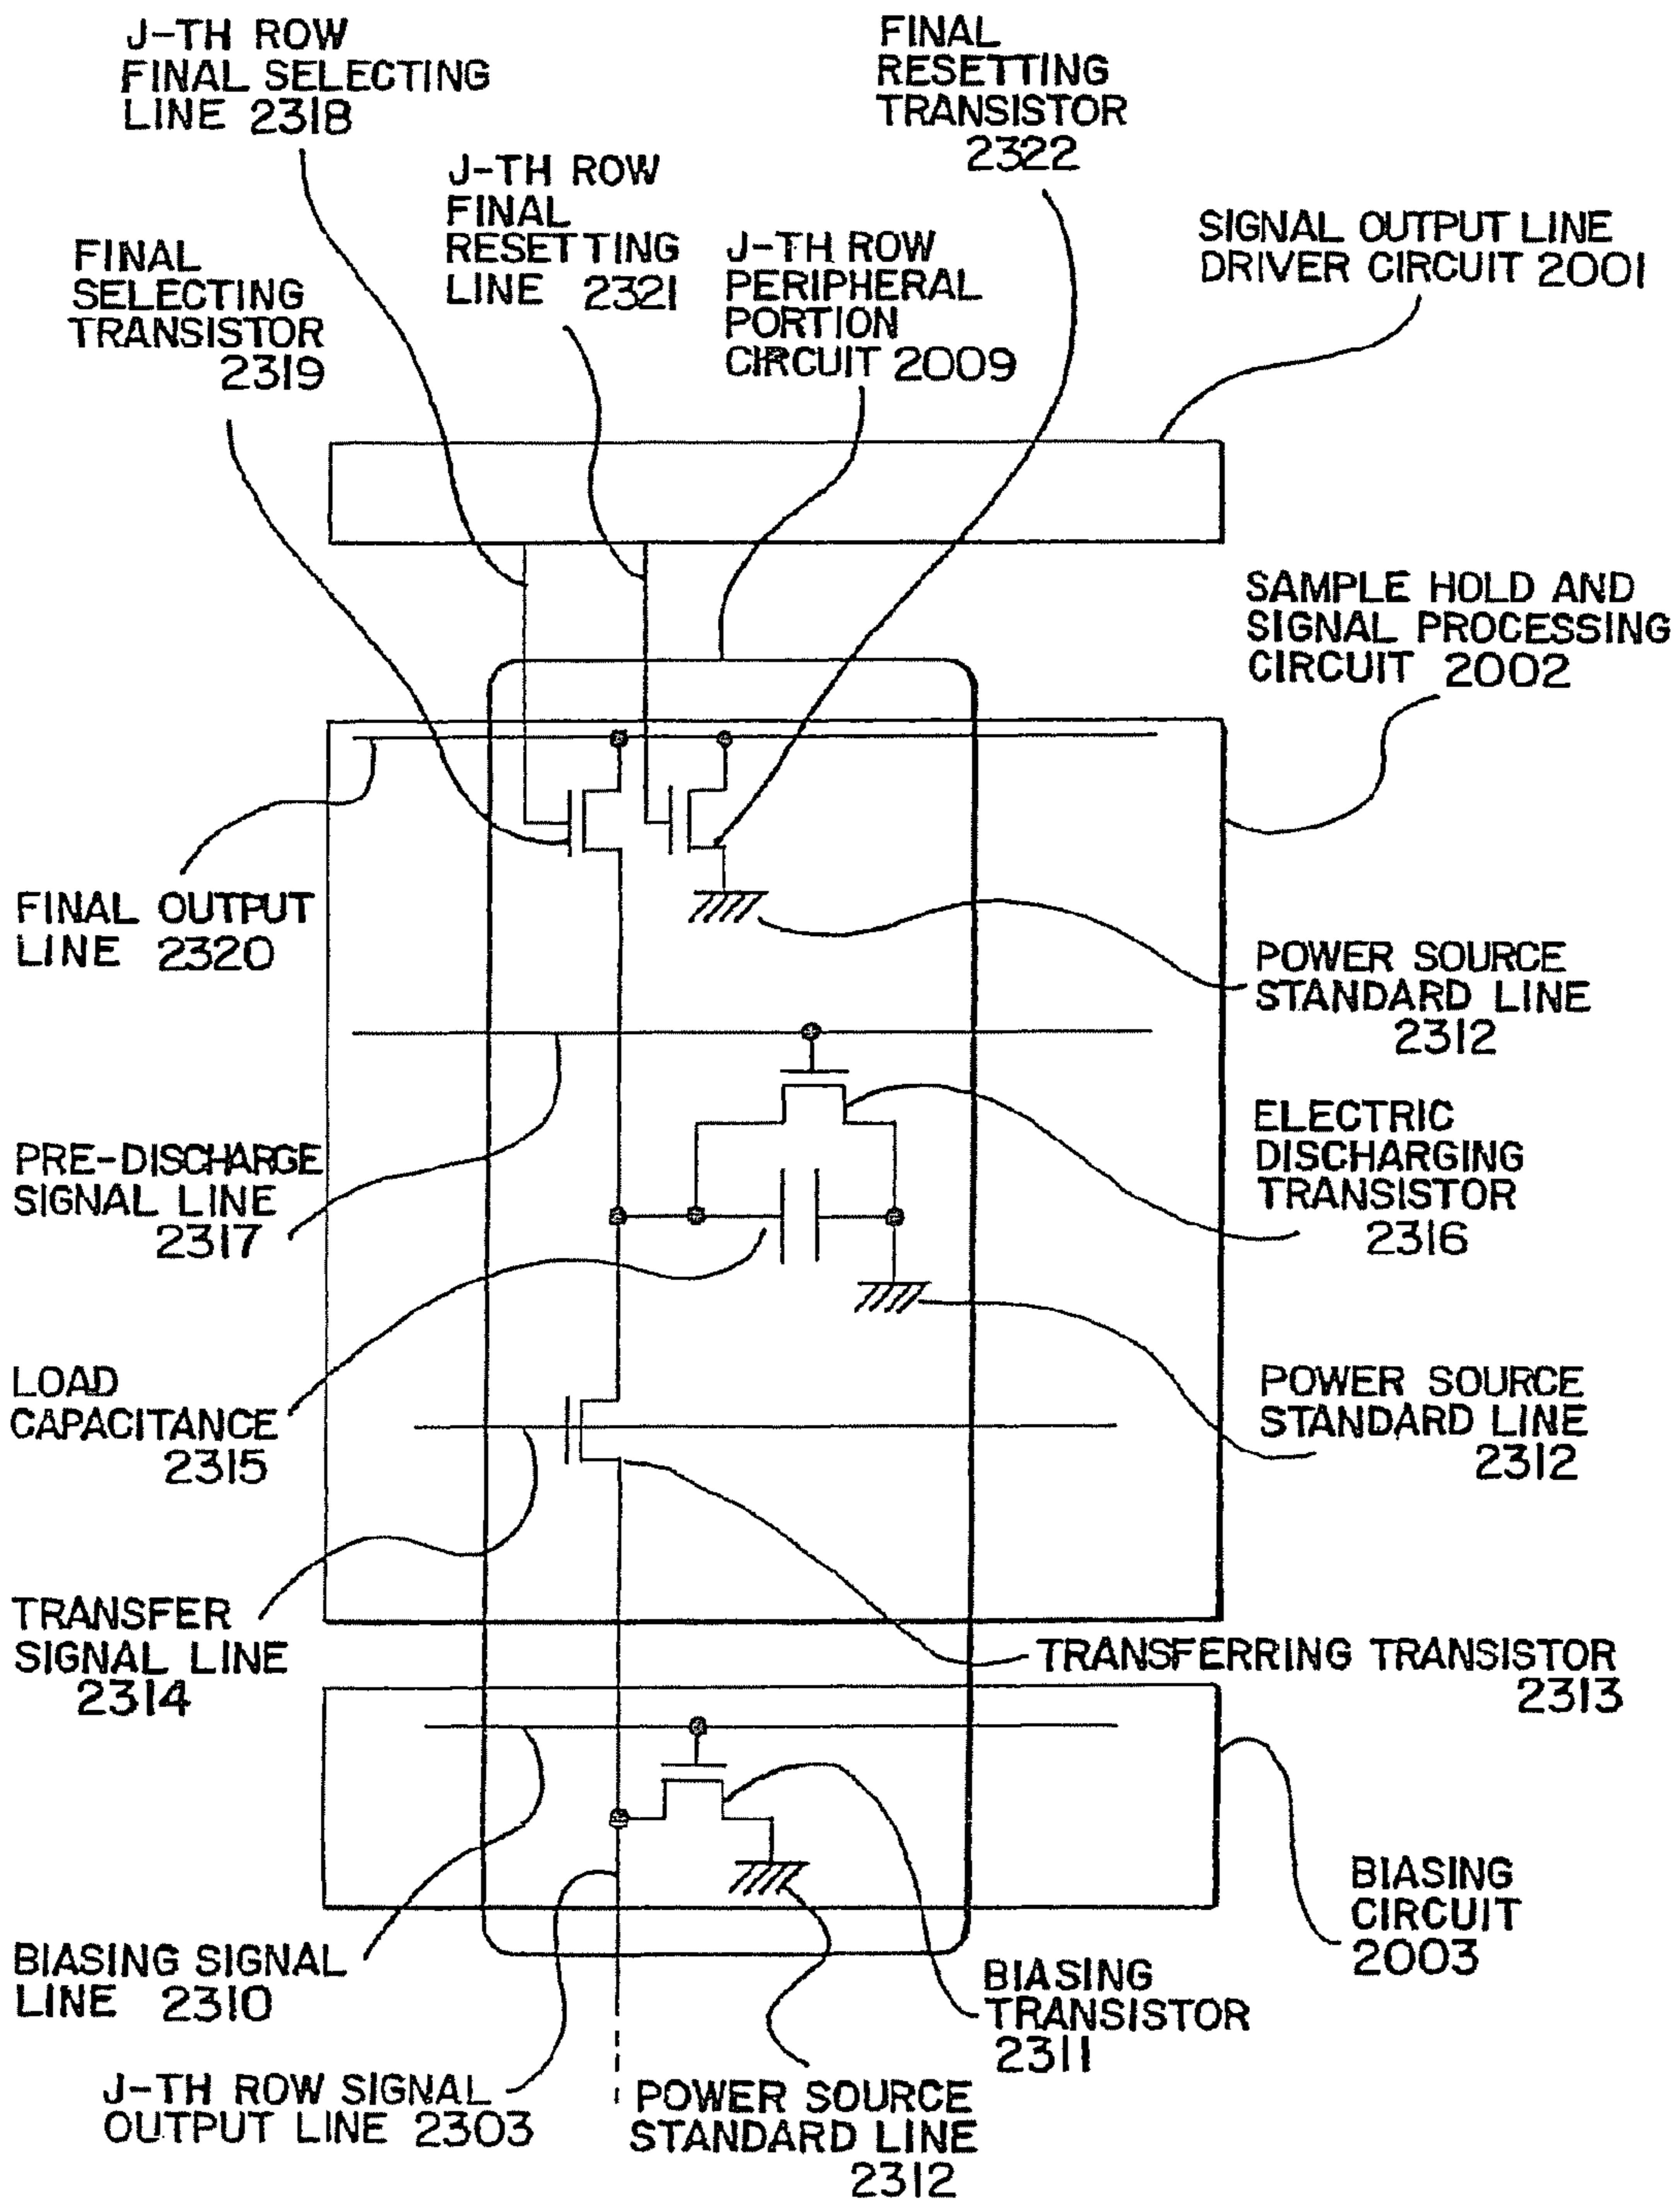 J-TH ROW
FINAL SELECTING
LINE 2318
FINAL
RESETTING
TRANSISTOR
2322
J-TH ROW
FINAL
RESETTING
LINE 2321
SIGNAL OUTPUT LINE
DRIVER CIRCUIT 2001
FINAL
SELECTING
TRANSISTOR
2319
J-TH ROW
PERIPHERAL
PORTION
CIRCUIT 2009
SAMPLE HOLD AND
SIGNAL PROCESSING
CIRCUIT 2002
FINAL OUTPUT
LINE 2320
POWER SOURCE
STANDARD LINE
2312
PRE-DISCHARGE
SIGNAL LINE
2317
ELECTRIC
DISCHARGING
TRANSISTOR
2316
LOAD
CAPACITANCE
2315
POWER SOURCE
STANDARD LINE
2312
TRANSFER
SIGNAL LINE
2314
TRANSFERRING TRANSISTOR
2313
BIASING
CIRCUIT
2003
BIASING SIGNAL
LINE 2310
BIASING
TRANSISTOR
2311
J-TH ROW SIGNAL
OUTPUT LINE 2303
POWER SOURCE
STANDARD LINE
2312